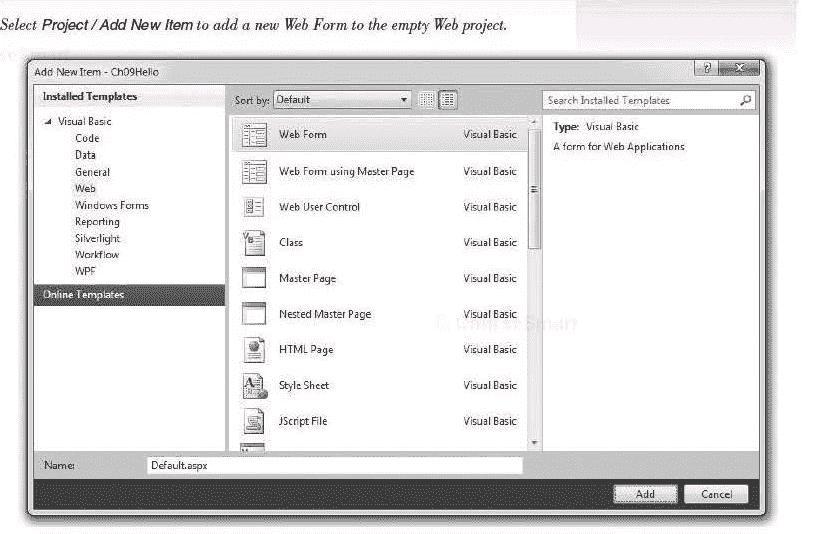 Select Project / Add New Item to add a new Web Form to the empty Web project.
Add New Item - Ch09Hello
Installed Templates
Visual Basic
Code
Data
General
Web
Windows Forms
Reporting
Silverlight
Workflow
WPF
Online Templates
Sort by: Default
Web Form Visual Basic
Web Form using Master Page Visual Basic
Web User Control Visual Basic
Class Visual Basic
Master Page Visual Basic
Nested Master Page Visual Basic
HTML Page Visual Basic
Style Sheet Visual Basic
JScript File Visual Basic
Search Installed Templates
Type: Visual Basic
A form for Web Applications
© CourseSmart
Name: Default.aspx
Add Cancel